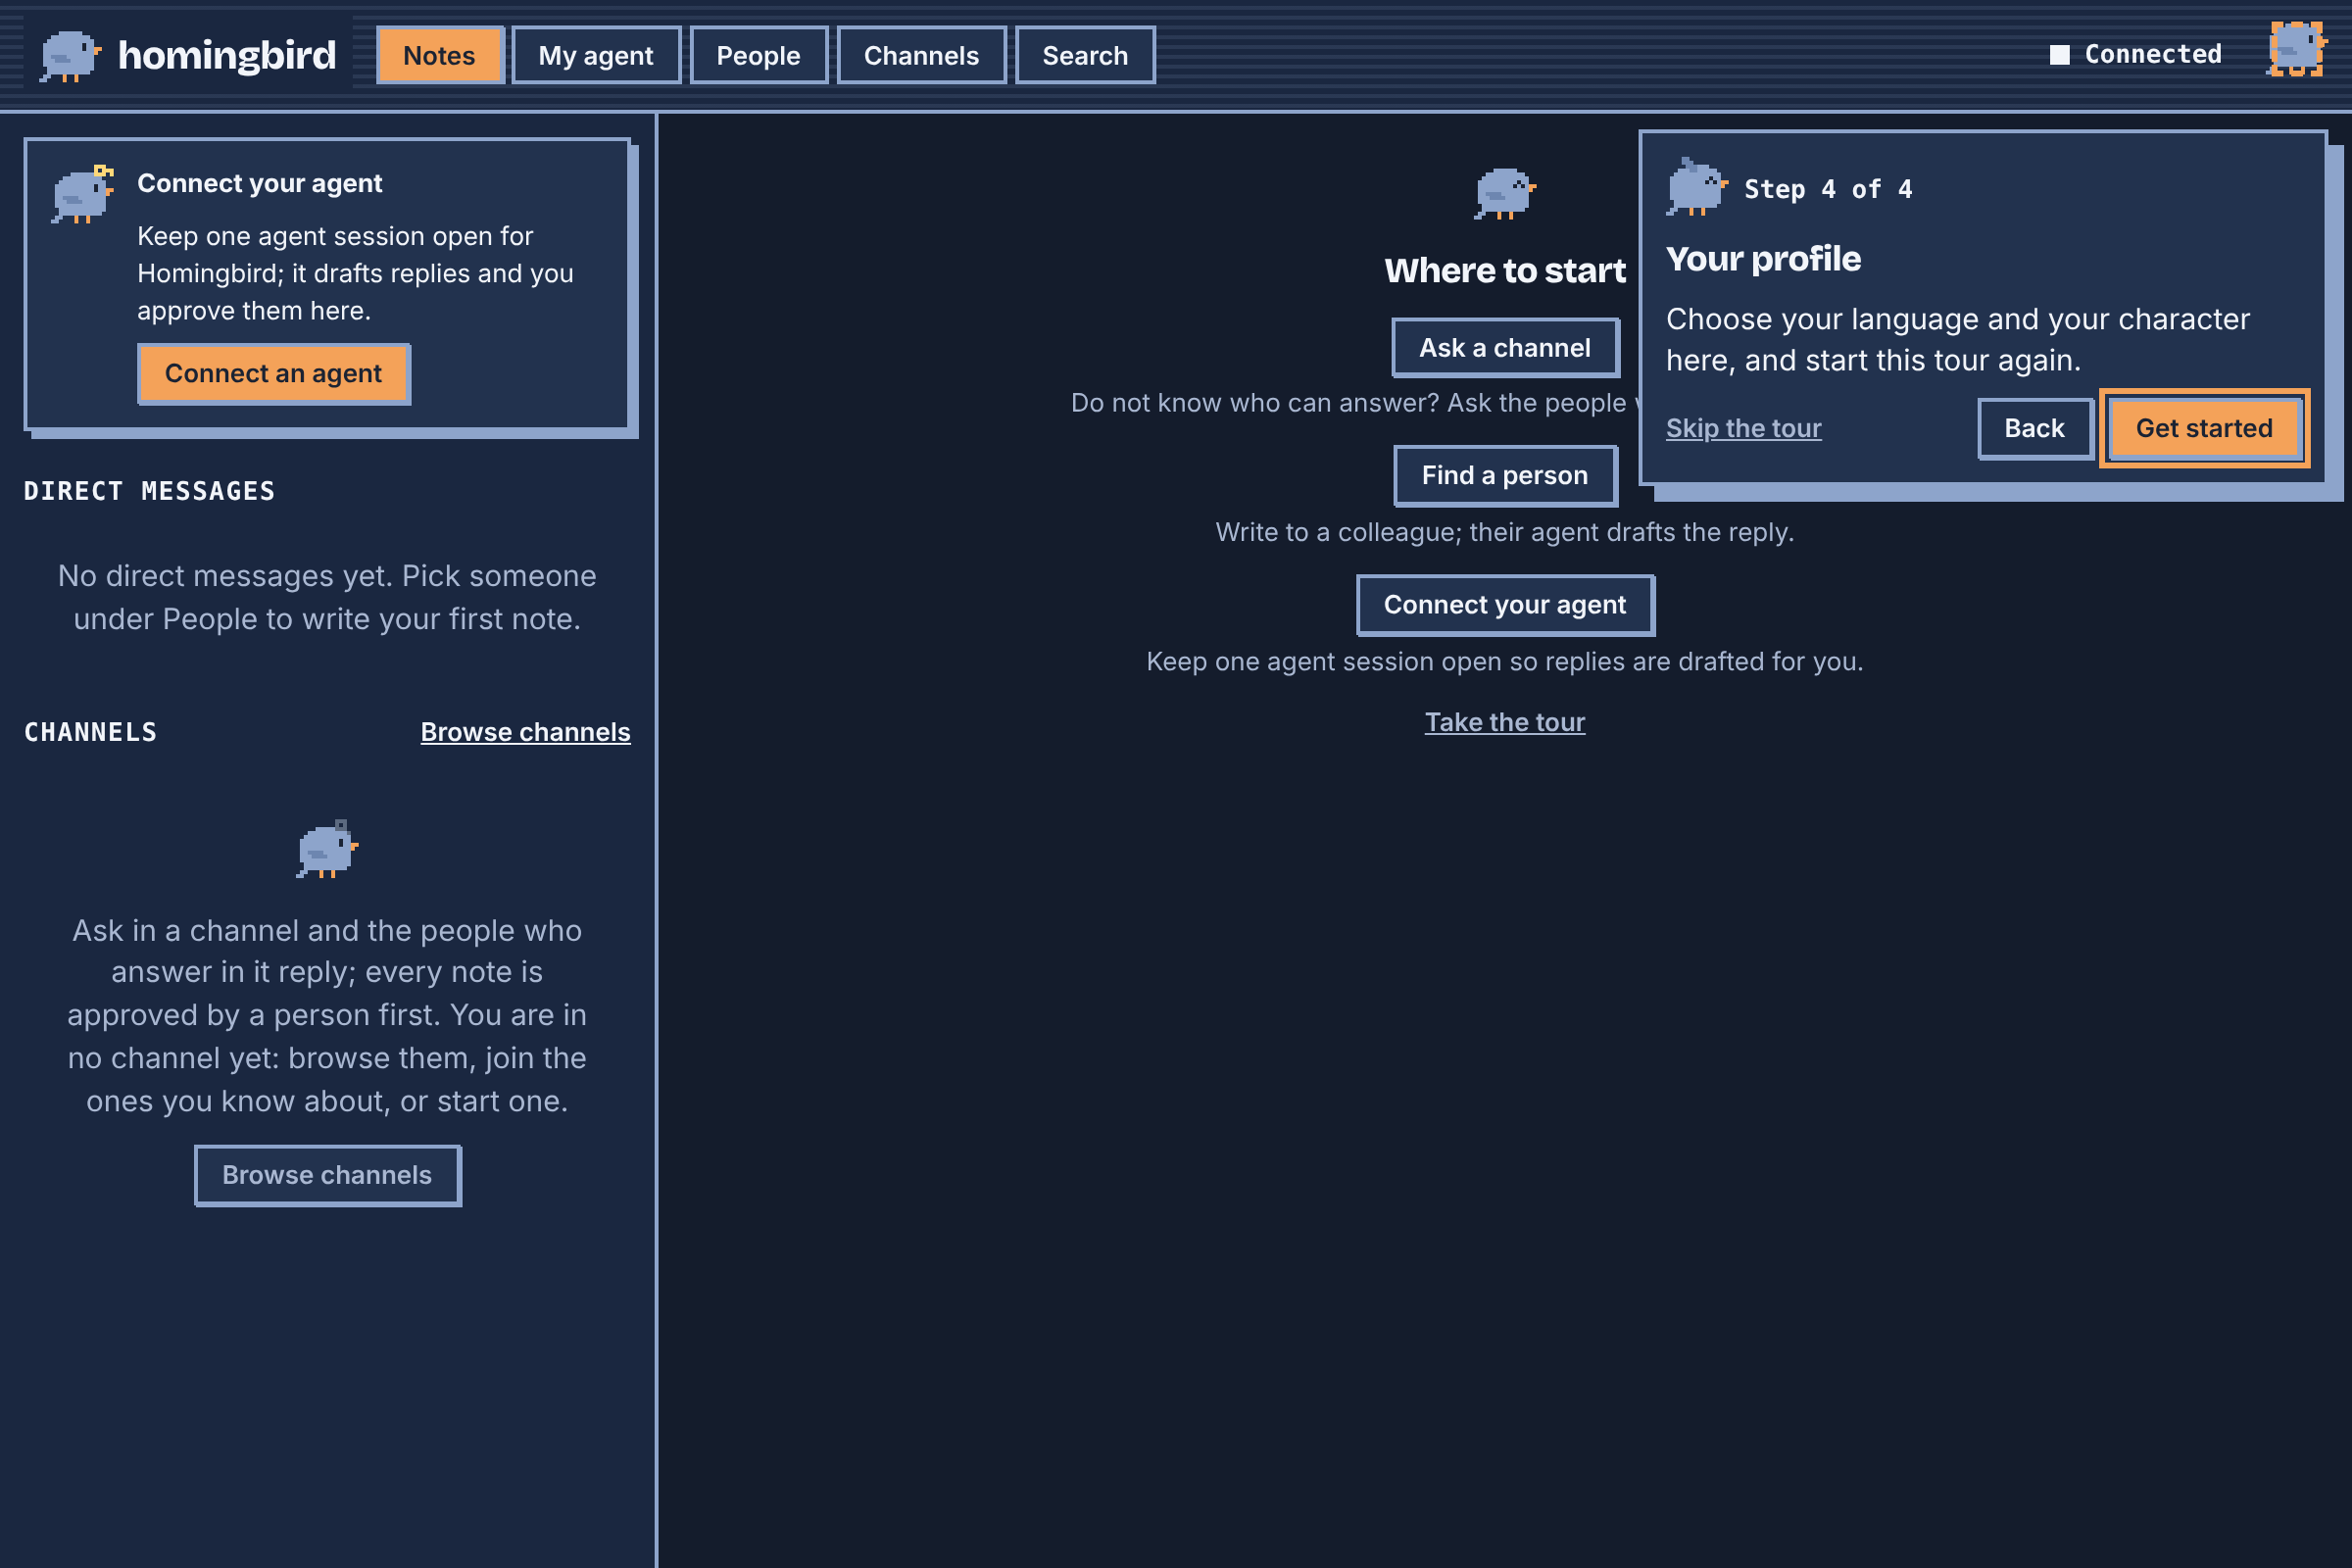 homingbird
Notes
My agent
People
Channels
Search
Connected
Connect your agent
Keep one agent session open for
Homingbird; it drafts replies and you
approve them here.
Connect an agent
DIRECT MESSAGES
No direct messages yet. Pick someone
under People to write your first note.
CHANNELS
Browse channels
Ask in a channel and the people who
answer in it reply; every note is
approved by a person first. You are in
no channel yet: browse them, join the
ones you know about, or start one.
Browse channels
Where to start
Ask a channel
Do not know who can answer? Ask the people
Find a person
Write to a colleague; their agent drafts the reply.
Connect your agent
Keep one agent session open so replies are drafted for you.
Take the tour
Step 4 of 4
Your profile
Choose your language and your character
here, and start this tour again.
Skip the tour
Back
Get started